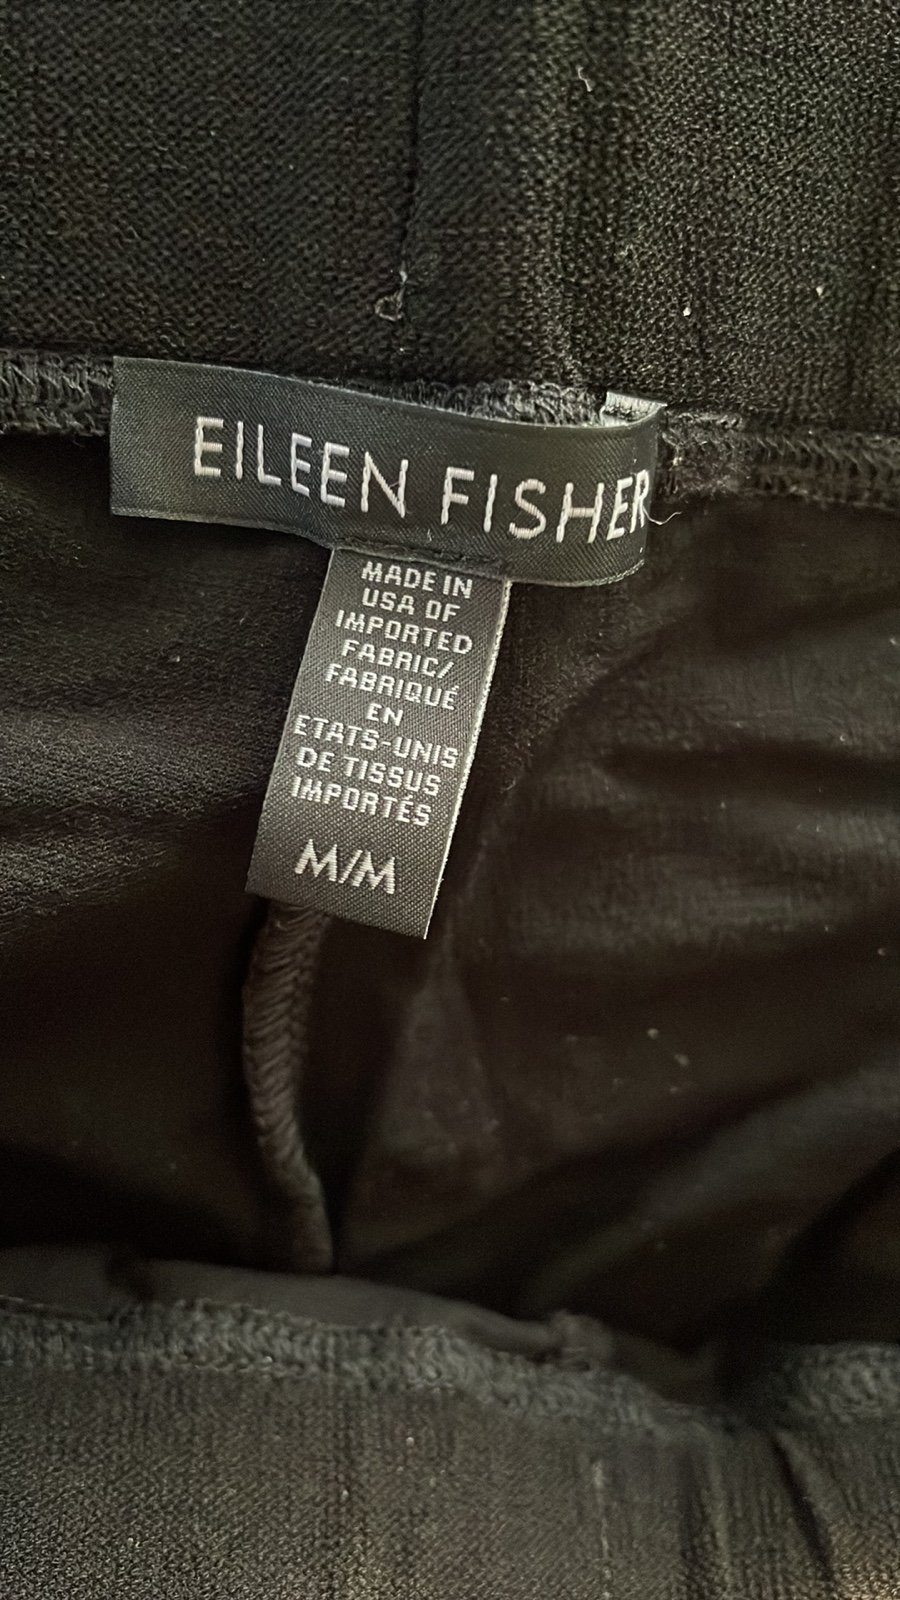 EILEEN FISHER
MADE IN
USA OF
IMPORTED
FABRIC/
FABRIQUÉ
EN
ETATS-UNIS
DE TISSUS
IMPORTÉS
M/M